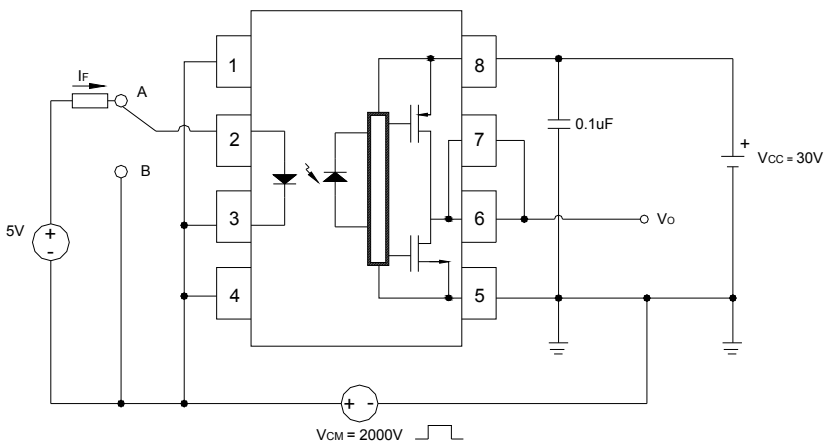 IF
A
B
5V
+
-
1
2
3
4
8
7
6
5
0.1uF
+
VCC = 30V
VO
+ -
VCM = 2000V